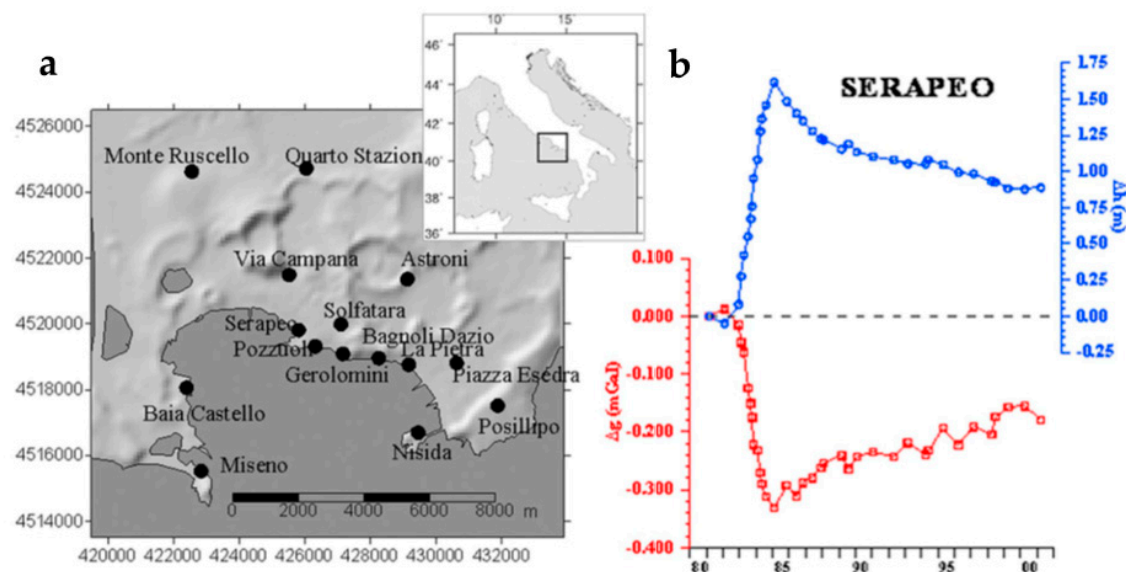 a
10˚ 15˚
46˚
44˚
42˚
40˚
38˚
36˚
4526000
4524000
4522000
4520000
4518000
4516000
4514000
Monte Ruscello
Quarto Stazion
Via Campana
Astroni
Solfatara
Serapeo
Bagnoli Dazio
Pozzuoli
La Pietra
Gerolomini
Piazza Esedra
Baia Castello
Posillipo
Nisida
Miseno
0 2000 4000 6000 8000 m
420000 422000 424000 426000 428000 430000 432000
b
SERAPEO
1.75
1.50
1.25
1.00
0.75
0.50
0.25
0.00
-0.25
Δh (m)
0.100
0.000
-0.100
-0.200
-0.300
-0.400
Δg (mGal)
80 85 90 95 00